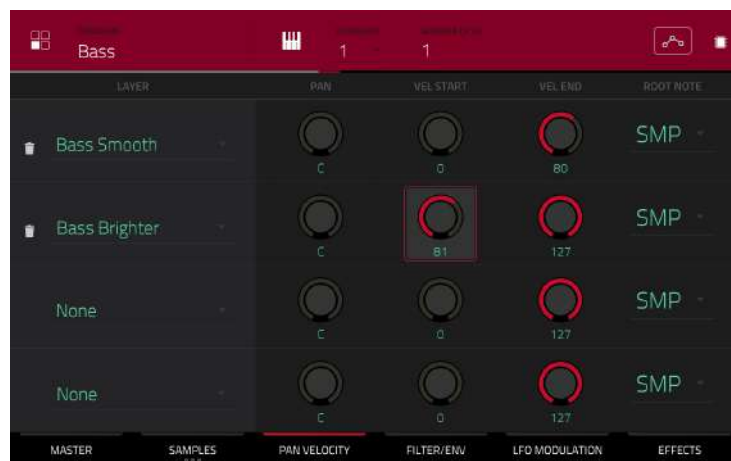 Bass
1
1
LAYER PAN VEL START VEL END ROOT NOTE
Bass Smooth C 0 80 SMP
Bass Brighter C 81 127 SMP
None C 0 127 SMP
None C 0 127 SMP
MASTER SAMPLES PAN VELOCITY FILTER/ENV LFO MODULATION EFFECTS